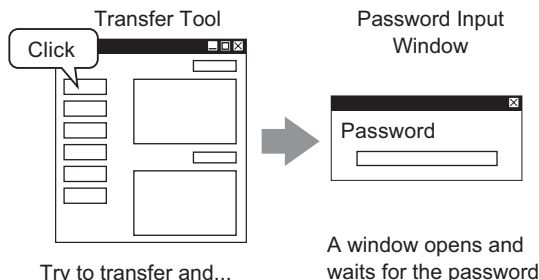 Transfer Tool
Click
Try to transfer and...
Password Input
Window
Password
A window opens and
waits for the password